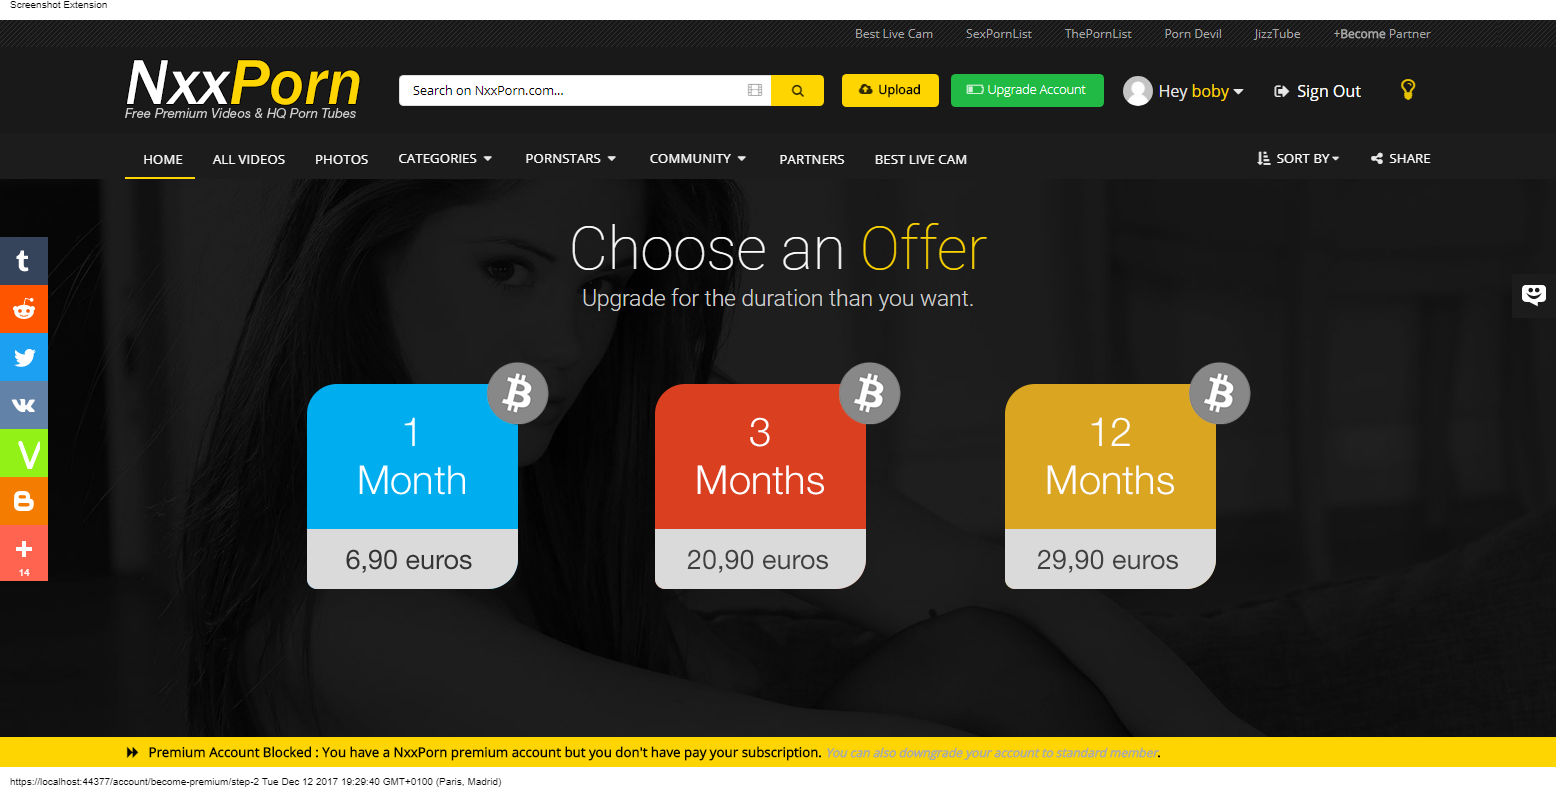 Screenshot Extension
Best Live Cam SexPornList ThePornList Porn Devil JizzTube +Become Partner
NxxPorn
Free Premium Videos & HQ Porn Tubes
Search on NxxPorn.com...
Upload
Upgrade Account
Hey boby
Sign Out
HOME ALL VIDEOS PHOTOS CATEGORIES PORNSTARS COMMUNITY PARTNERS BEST LIVE CAM SORT BY SHARE
Choose an Offer
Upgrade for the duration than you want.
1
Month
6,90 euros
3
Months
20,90 euros
12
Months
29,90 euros
14
Premium Account Blocked : You have a NxxPorn premium account but you don't have pay your subscription. You can also downgrade your account to standard member.
https://localhost:44377/account/become-premium/step-2 Tue Dec 12 2017 19:29:40 GMT+0100 (Paris, Madrid)